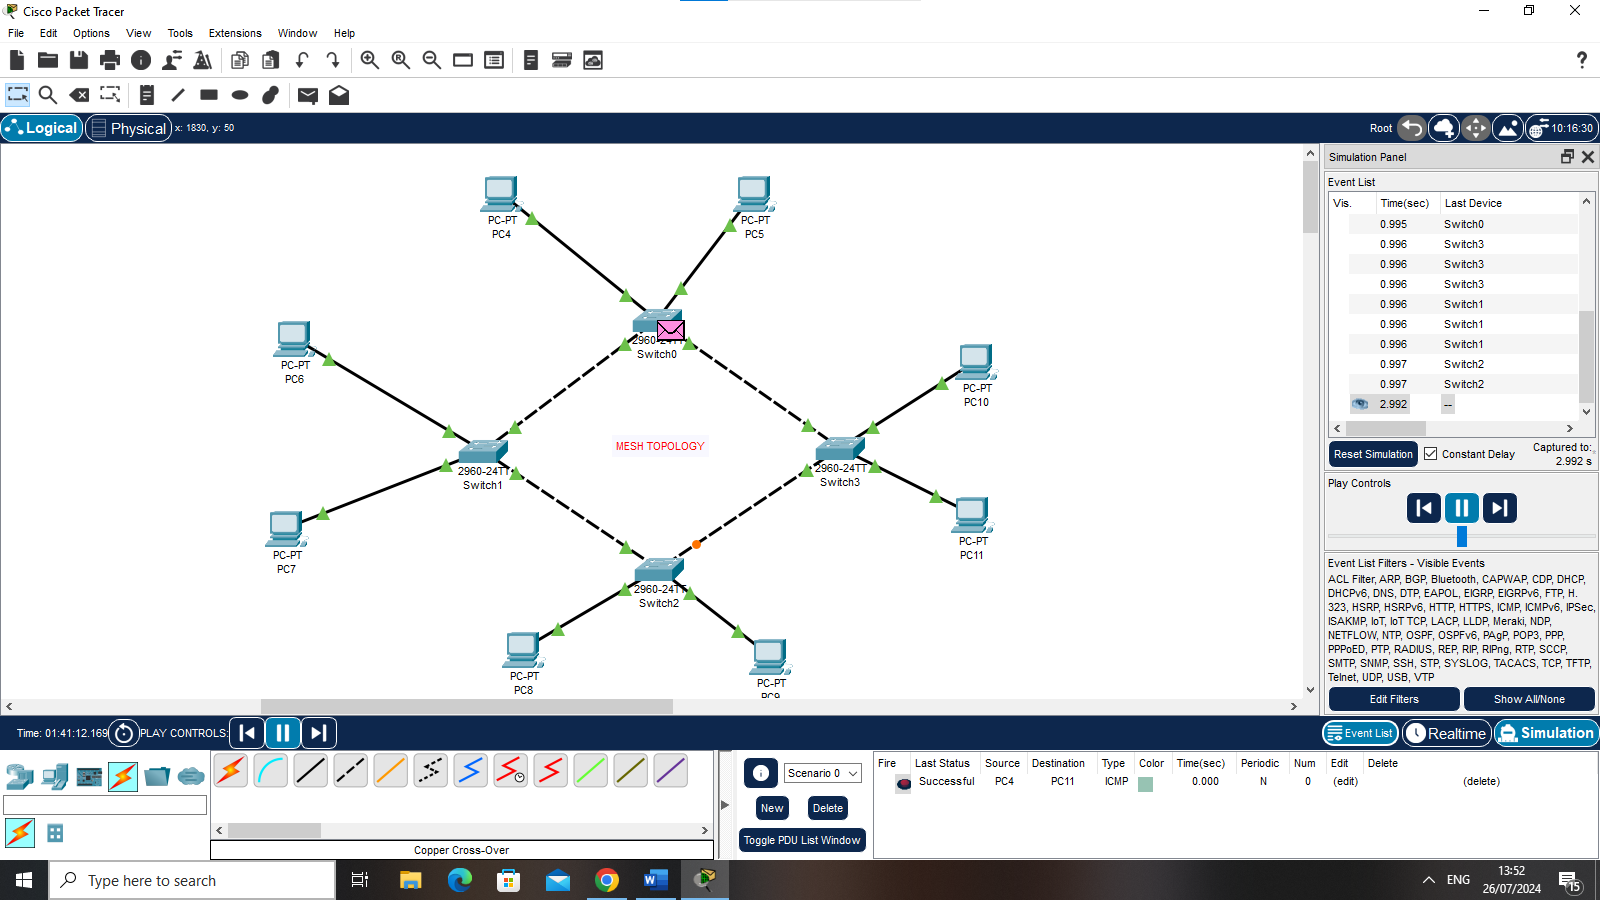 Cisco Packet Tracer
File Edit Options View Tools Extensions Window Help
Logical Physical x: 1830, y: 50 Root 10:16:30
PC-PT
PC4
PC-PT
PC5
2960-24TT
Switch0
PC-PT
PC6
PC-PT
PC10
MESH TOPOLOGY
2960-24TT
Switch1
2960-24TT
Switch3
PC-PT
PC7
PC-PT
PC11
2960-24TT
Switch2
PC-PT
PC8
PC-PT
PC9
Simulation Panel
Event List
Vis. Time(sec) Last Device
0.995 Switch0
0.996 Switch3
0.996 Switch3
0.996 Switch3
0.996 Switch1
0.996 Switch1
0.996 Switch1
0.997 Switch2
0.997 Switch2
2.992 --
Reset Simulation Constant Delay Captured to:
2.992 s
Play Controls
Event List Filters - Visible Events
ACL Filter, ARP, BGP, Bluetooth, CAPWAP, CDP, DHCP,
DHCPv6, DNS, DTP, EAPOL, EIGRP, EIGRPv6, FTP, H.
323, HSRP, HSRPv6, HTTP, HTTPS, ICMP, ICMPv6, IPSec,
ISAKMP, IoT, IoT TCP, LACP, LLDP, Meraki, NDP,
NETFLOW, NTP, OSPF, OSPFv6, PAgP, POP3, PPP,
PPPoED, PTP, RADIUS, REP, RIP, RIPng, RTP, SCCP,
SMTP, SNMP, SSH, STP, SYSLOG, TACACS, TCP, TFTP,
Telnet, UDP, USB, VTP
Edit Filters Show All/None
Time: 01:41:12.169 PLAY CONTROLS: Event List Realtime Simulation
Scenario 0
New Delete
Toggle PDU List Window
Fire Last Status Source Destination Type Color Time(sec) Periodic Num Edit Delete
Successful PC4 PC11 ICMP 0.000 N 0 (edit) (delete)
Copper Cross-Over
Type here to search
ENG
13:52
26/07/2024
15